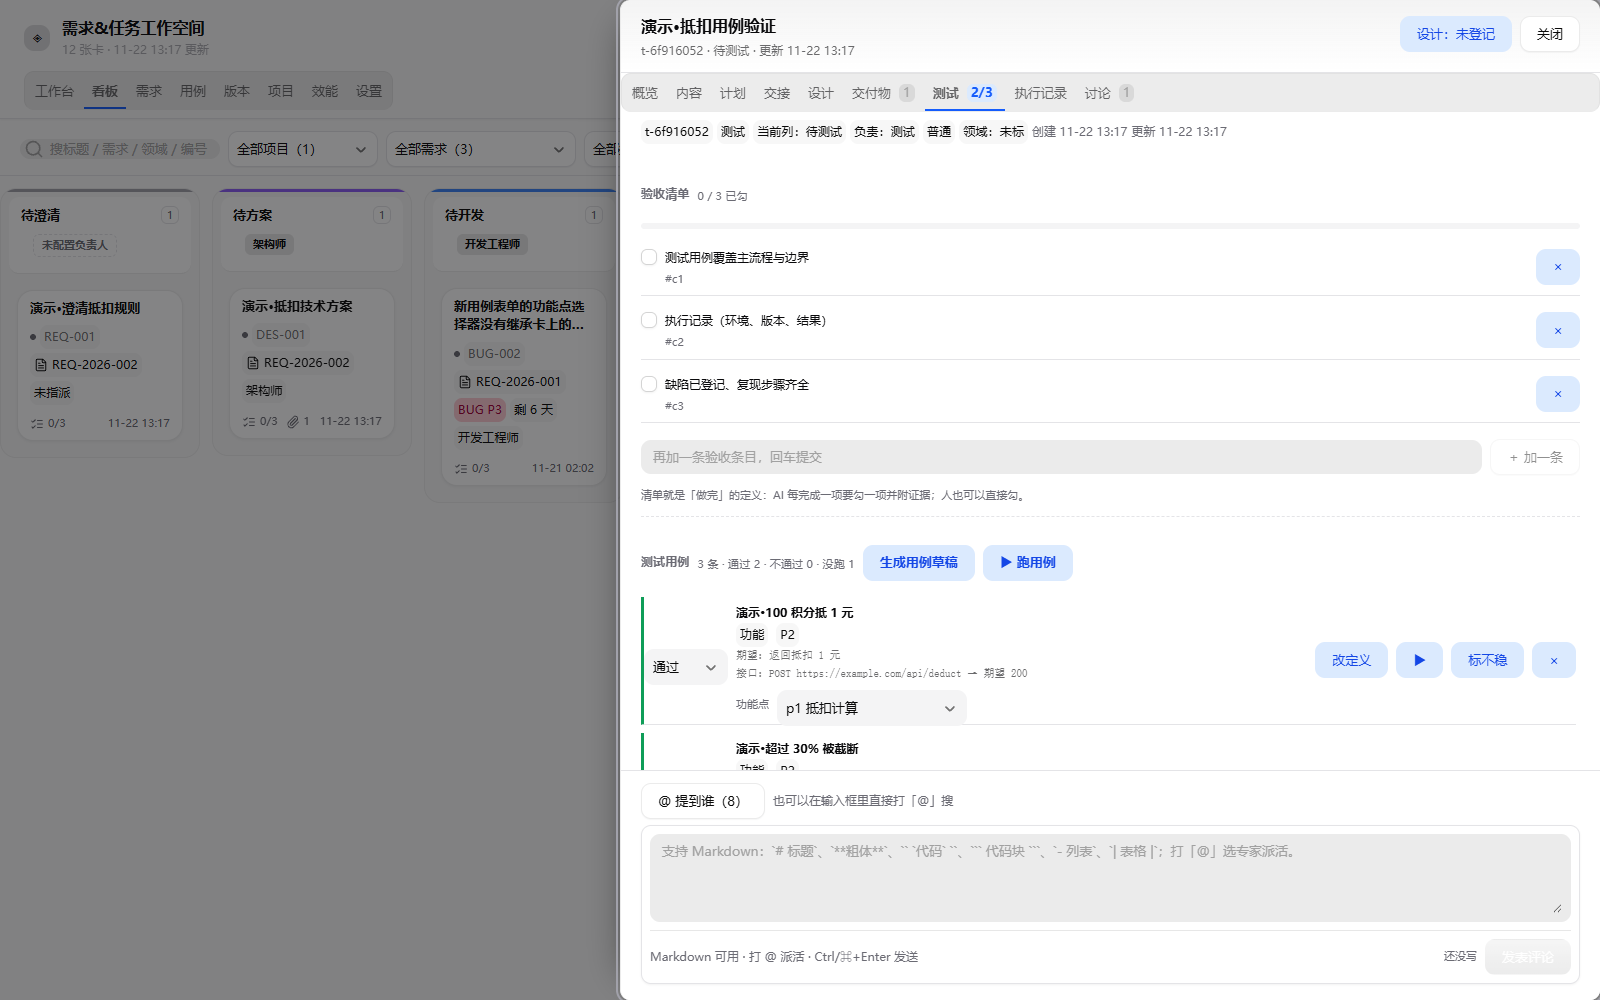 需求&任务工作空间
12 张卡 · 11-22 13:17 更新
工作台 看板 需求 用例 版本 项目 效能 设置
搜标题 / 需求 / 领域 / 编号
全部项目（1）
全部需求（3）
全部
待澄清 1
未配置负责人
演示•澄清抵扣规则
REQ-001
REQ-2026-002
未指派
0/3 11-22 13:17
待方案 1
架构师
演示•抵扣技术方案
DES-001
REQ-2026-002
架构师
0/3 1 11-22 13:17
待开发 1
开发工程师
新用例表单的功能点选
择器没有继承卡上的...
BUG-002
REQ-2026-001
BUG P3 剩 6 天
开发工程师
0/3 11-21 02:02
演示•抵扣用例验证
t-6f916052 · 待测试 · 更新 11-22 13:17
设计：未登记
关闭
概览 内容 计划 交接 设计 交付物 1 测试 2/3 执行记录 讨论 1
t-6f916052 测试 当前列：待测试 负责：测试 普通 领域：未标 创建 11-22 13:17 更新 11-22 13:17
验收清单 0 / 3 已勾
测试用例覆盖主流程与边界
#c1
×
执行记录（环境、版本、结果）
#c2
×
缺陷已登记、复现步骤齐全
#c3
×
再加一条验收条目，回车提交
+ 加一条
清单就是「做完」的定义：AI 每完成一项要勾一项并附证据；人也可以直接勾。
测试用例 3 条 · 通过 2 · 不通过 0 · 没跑 1
生成用例草稿
▶ 跑用例
演示•100 积分抵 1 元
功能 P2
期望：返回抵扣 1 元
接口：POST https://example.com/api/deduct → 期望 200
通过
功能点 p1 抵扣计算
改定义 ▶ 标不稳 ×
演示•超过 30% 被截断
功能 P2
@ 提到谁（8）
也可以在输入框里直接打「@」搜
支持 Markdown：`# 标题`、`**粗体**`、`` `代码` ``、``` 代码块 ```、`- 列表`、`| 表格 |`；打「@」选专家派活。
Markdown 可用 · 打 @ 派活 · Ctrl/⌘+Enter 发送
还没写
发表评论